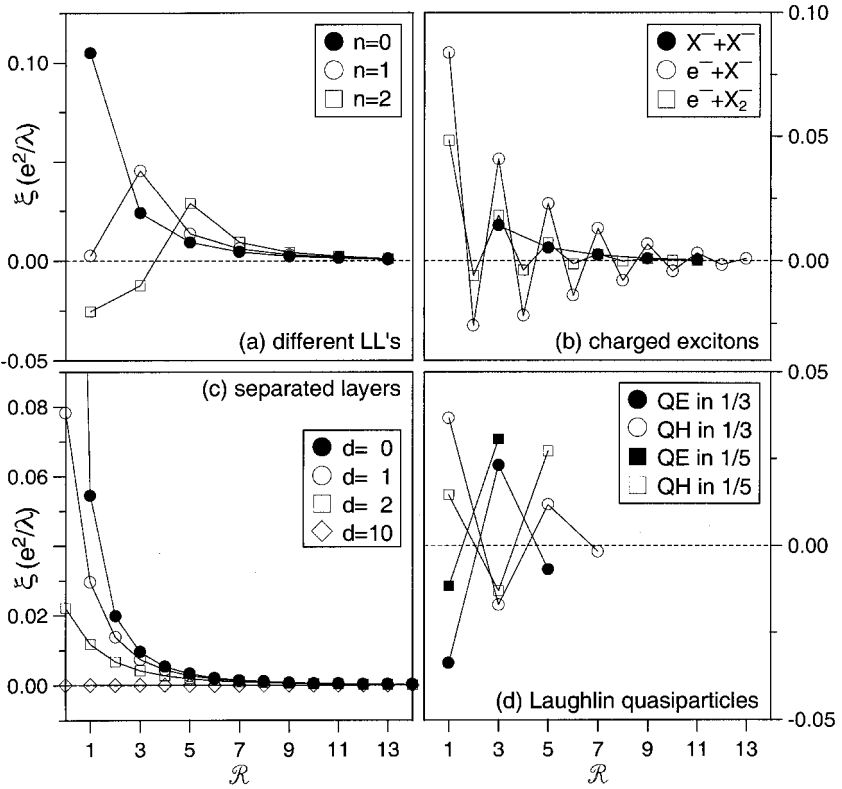 0.10
0.05
0.00
-0.05
ξ (e²/λ)
n=0
n=1
n=2
(a) different LL's
X⁻+X⁻
e⁻+X⁻
e⁻+X₂⁻
(b) charged excitons
0.10
0.05
0.00
0.08
0.06
0.04
0.02
0.00
ξ (e²/λ)
(c) separated layers
d= 0
d= 1
d= 2
d=10
1 3 5 7 9 11 13
ℛ
QE in 1/3
QH in 1/3
QE in 1/5
QH in 1/5
(d) Laughlin quasiparticles
0.05
0.00
-0.05
1 3 5 7 9 11 13
ℛ